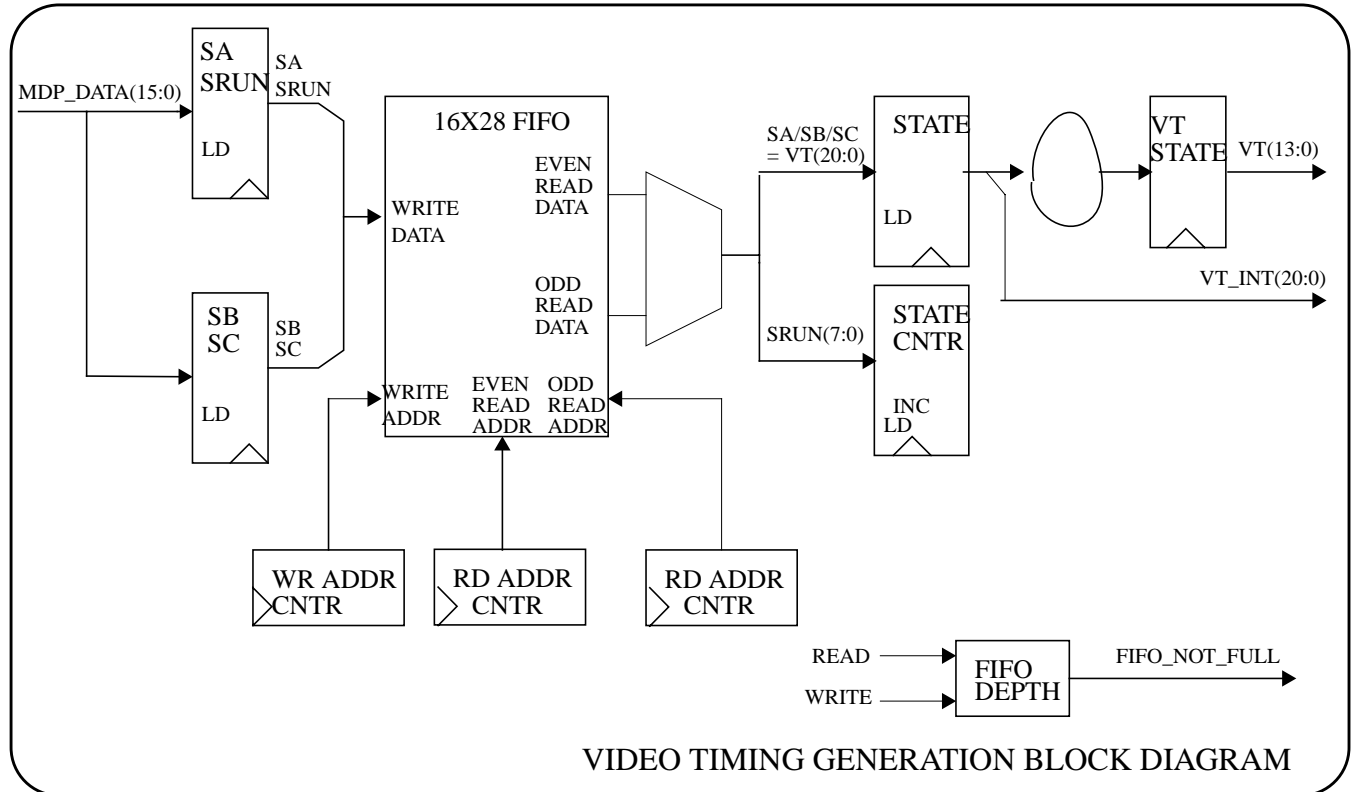 SA
SRUN
SA
SRUN
MDP_DATA(15:0)
LD
SB
SC
SB
SC
LD
16X28 FIFO
EVEN
READ
DATA
WRITE
DATA
ODD
READ
DATA
WRITE
ADDR
EVEN
READ
ADDR
ODD
READ
ADDR
SA/SB/SC
= VT(20:0)
STATE
LD
VT
STATE
VT(13:0)
VT_INT(20:0)
SRUN(7:0)
STATE
CNTR
INC
LD
WR ADDR
CNTR
RD ADDR
CNTR
RD ADDR
CNTR
READ
WRITE
FIFO
DEPTH
FIFO_NOT_FULL
VIDEO TIMING GENERATION BLOCK DIAGRAM